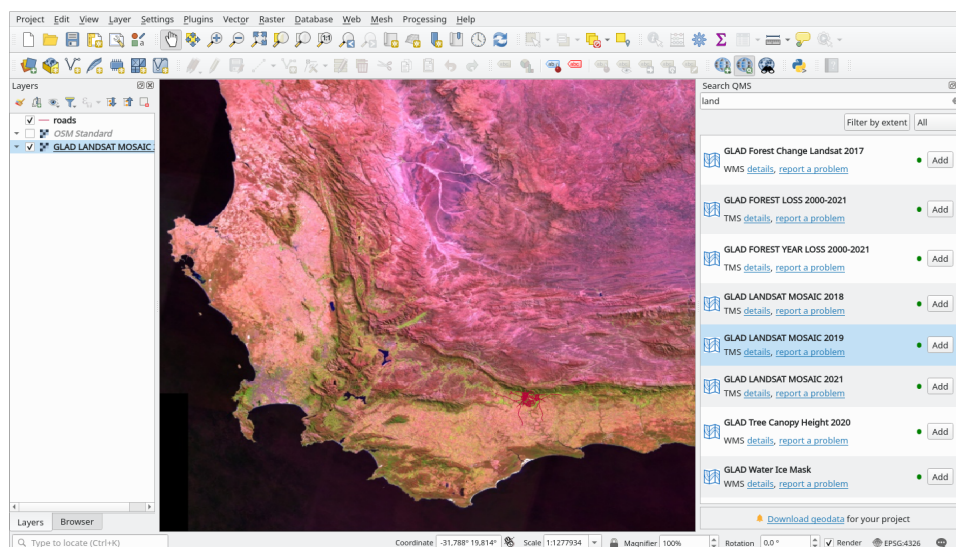 Project Edit View Layer Settings Plugins Vector Raster Database Web Mesh Processing Help
Layers
roads
OSM Standard
GLAD LANDSAT MOSAIC
Layers Browser
Search QMS
land
Filter by extent All
GLAD Forest Change Landsat 2017
WMS details, report a problem
Add
GLAD FOREST LOSS 2000-2021
TMS details, report a problem
Add
GLAD FOREST YEAR LOSS 2000-2021
TMS details, report a problem
Add
GLAD LANDSAT MOSAIC 2018
TMS details, report a problem
Add
GLAD LANDSAT MOSAIC 2019
TMS details, report a problem
Add
GLAD LANDSAT MOSAIC 2021
TMS details, report a problem
Add
GLAD Tree Canopy Height 2020
WMS details, report a problem
Add
GLAD Water Ice Mask
WMS details, report a problem
Add
Download geodata for your project
Type to locate (Ctrl+K) Coordinate -31,788° 19,814° Scale 1:1277934 Magnifier 100% Rotation 0,0 ° Render EPSG:4326